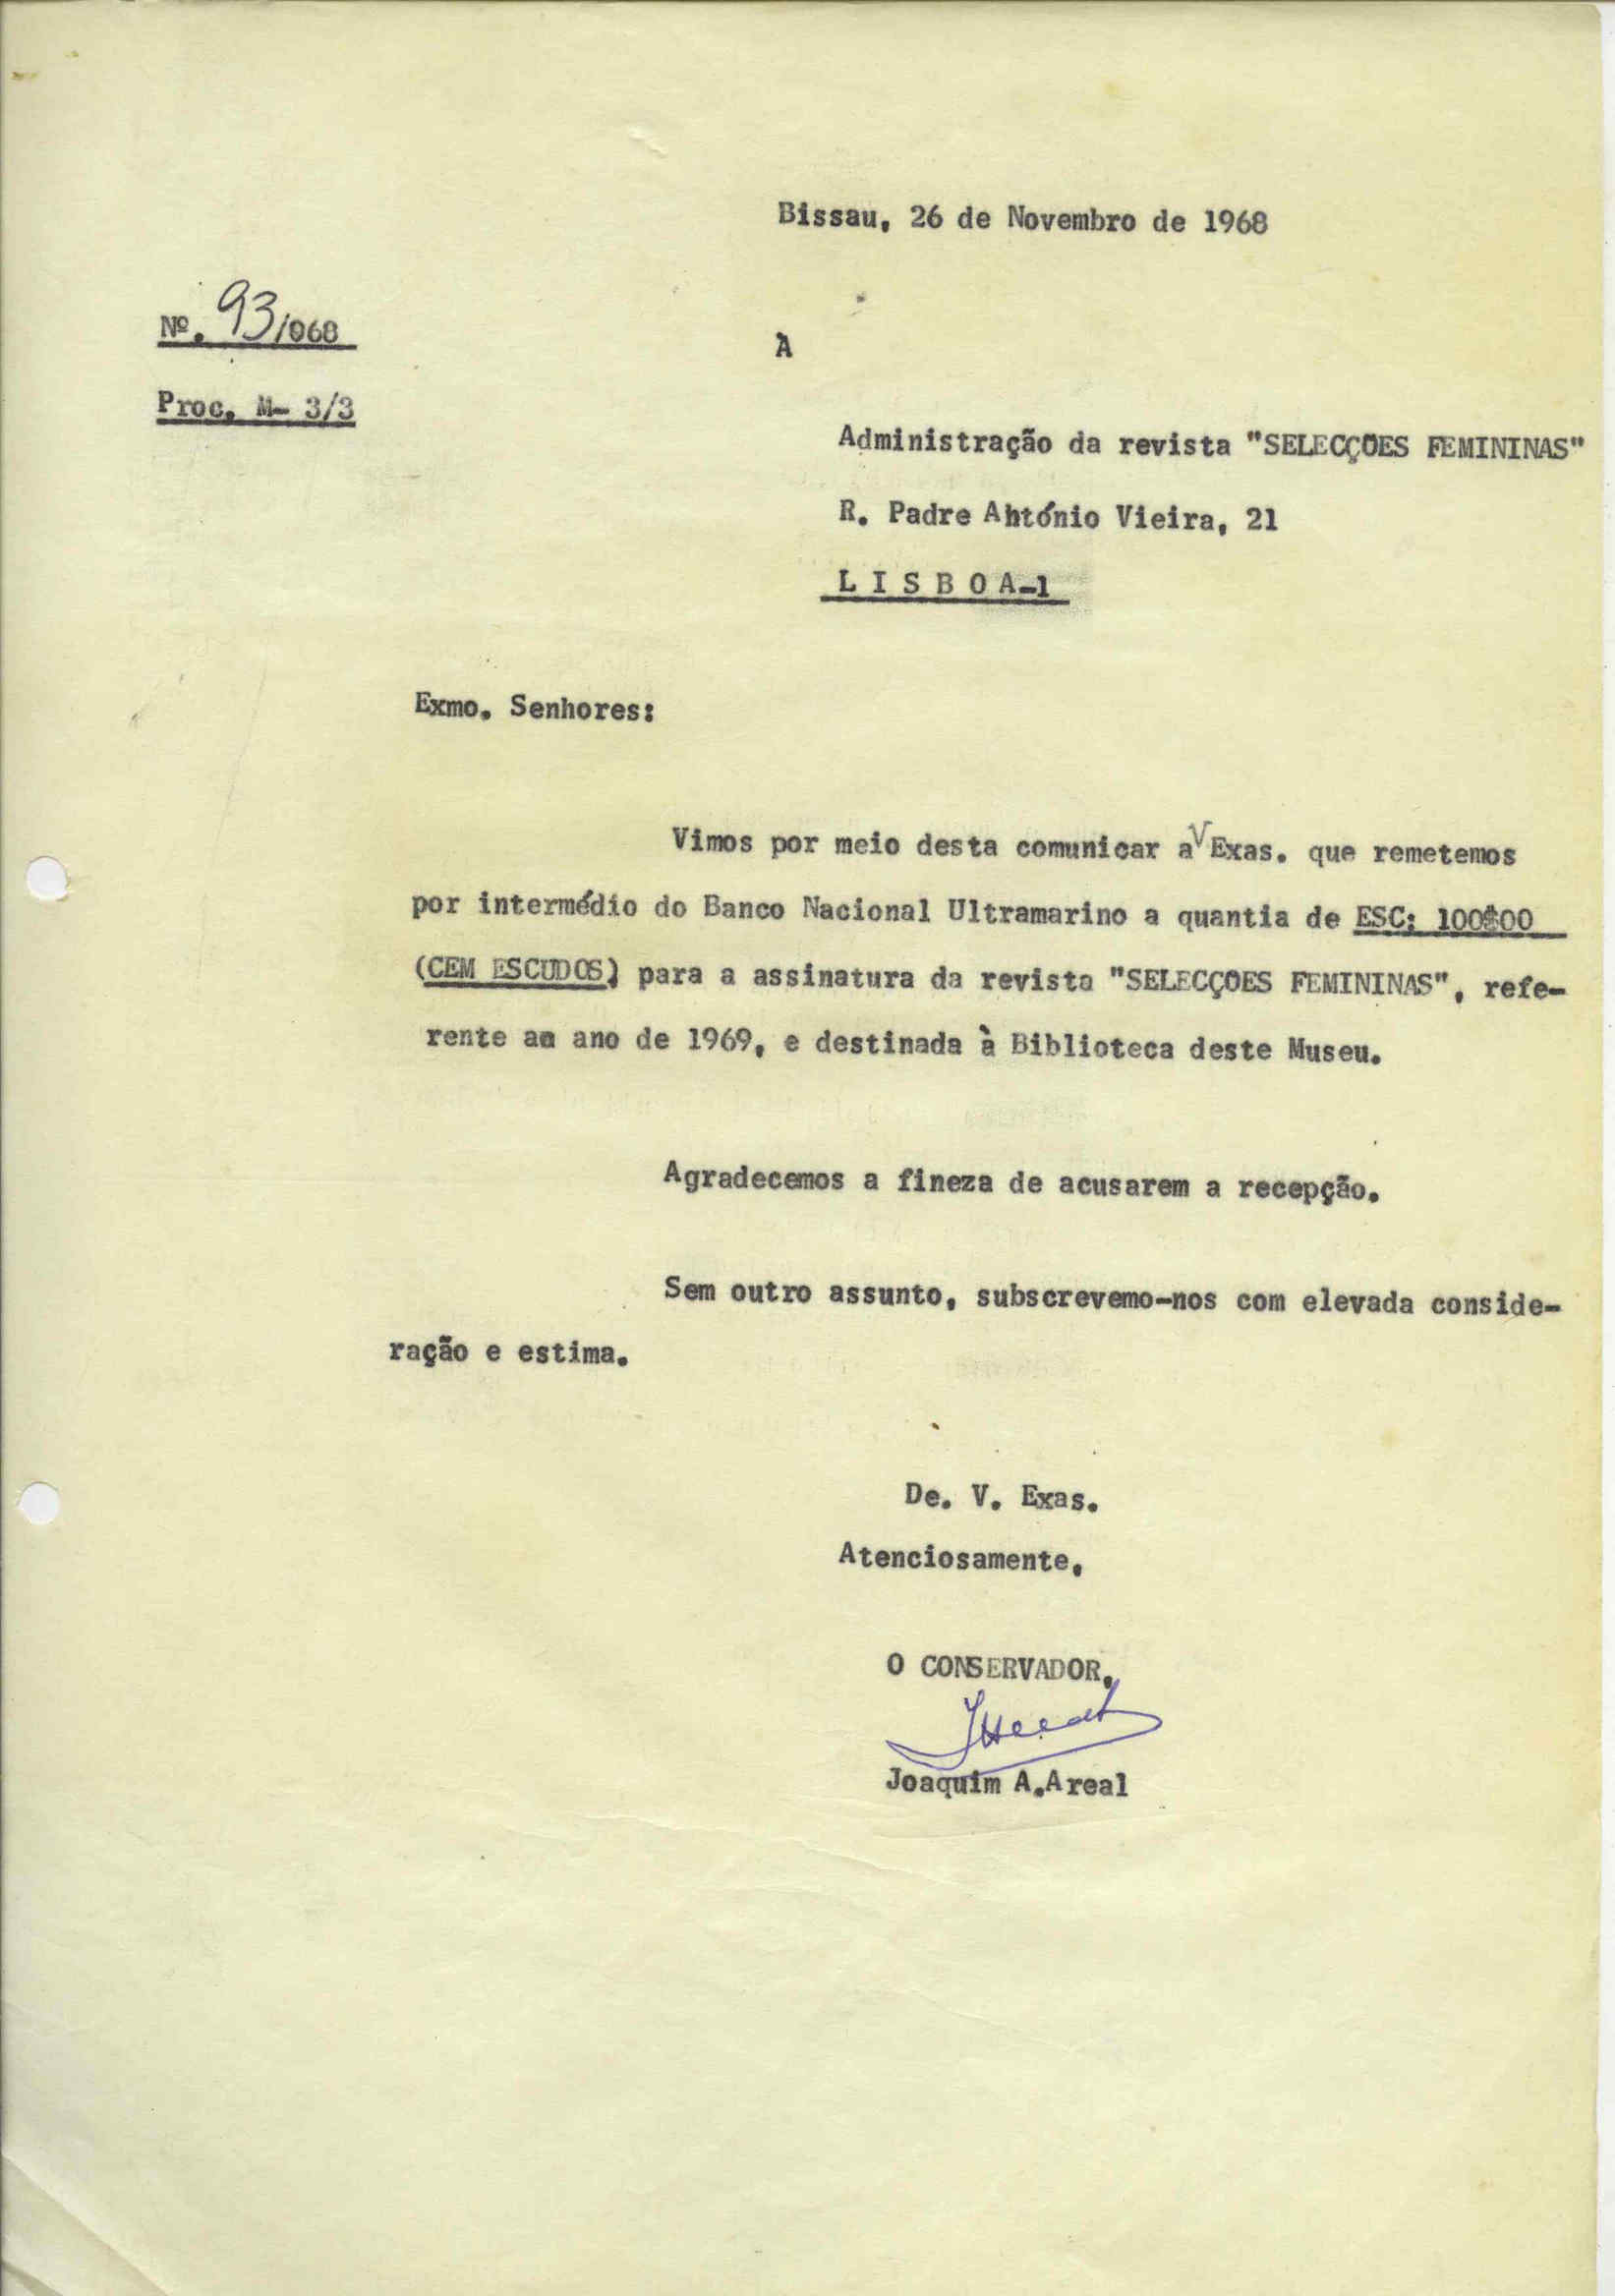 Bissau, 26 de Novembro de 1968
Nº. 93/968
À
Proc. M- 3/3
Administração da revista "SELECÇOES FEMININAS"
R. Padre António Vieira, 21
L I S B O A-1
Exmo. Senhores:
Vimos por meio desta comunicar a V Exas. que remetemos
por intermédio do Banco Nacional Ultramarino a quantia de ESC: 100$00
(CEM ESCUDOS) para a assinatura da revista "SELECÇOES FEMININAS", refe-
rente ao ano de 1969, e destinada à Biblioteca deste Museu.
Agradecemos a fineza de acusarem a recepção.
Sem outro assunto, subscrevemo-nos com elevada conside-
ração e estima.
De. V. Exas.
Atenciosamente,
O CONSERVADOR,
Joaquim A.Areal